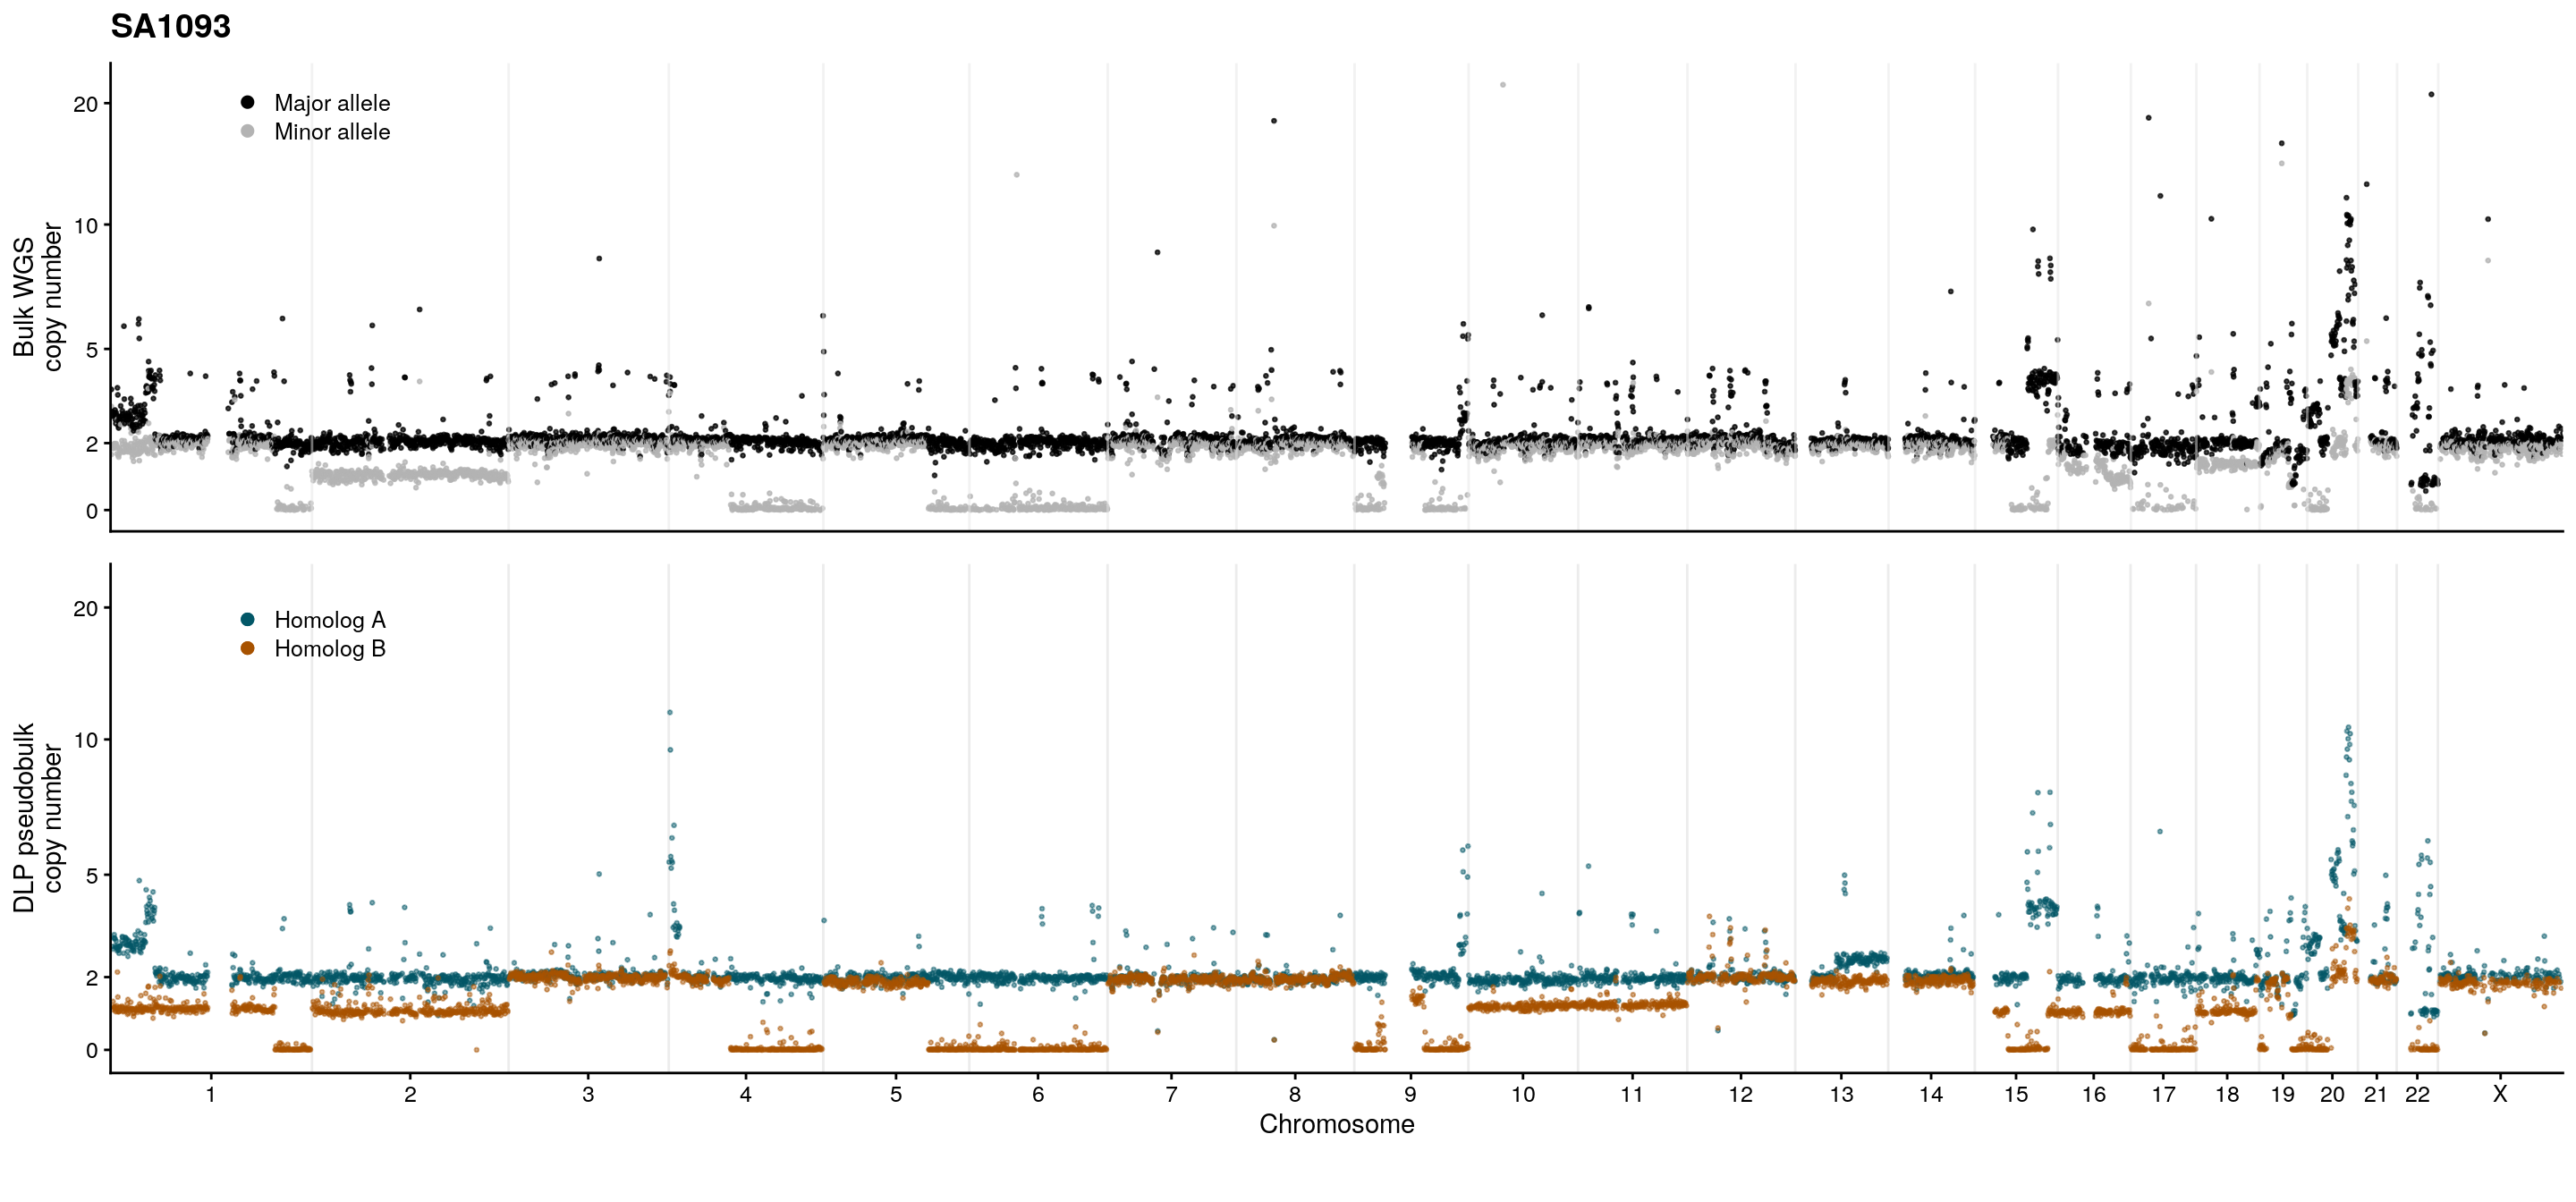 SA1093
Major allele
Minor allele
Bulk WGS
copy number
20
10
5
2
0
Homolog A
Homolog B
DLP pseudobulk
copy number
20
10
5
2
0
1 2 3 4 5 6 7 8 9 10 11 12 13 14 15 16 17 18 19 20 21 22 X
Chromosome